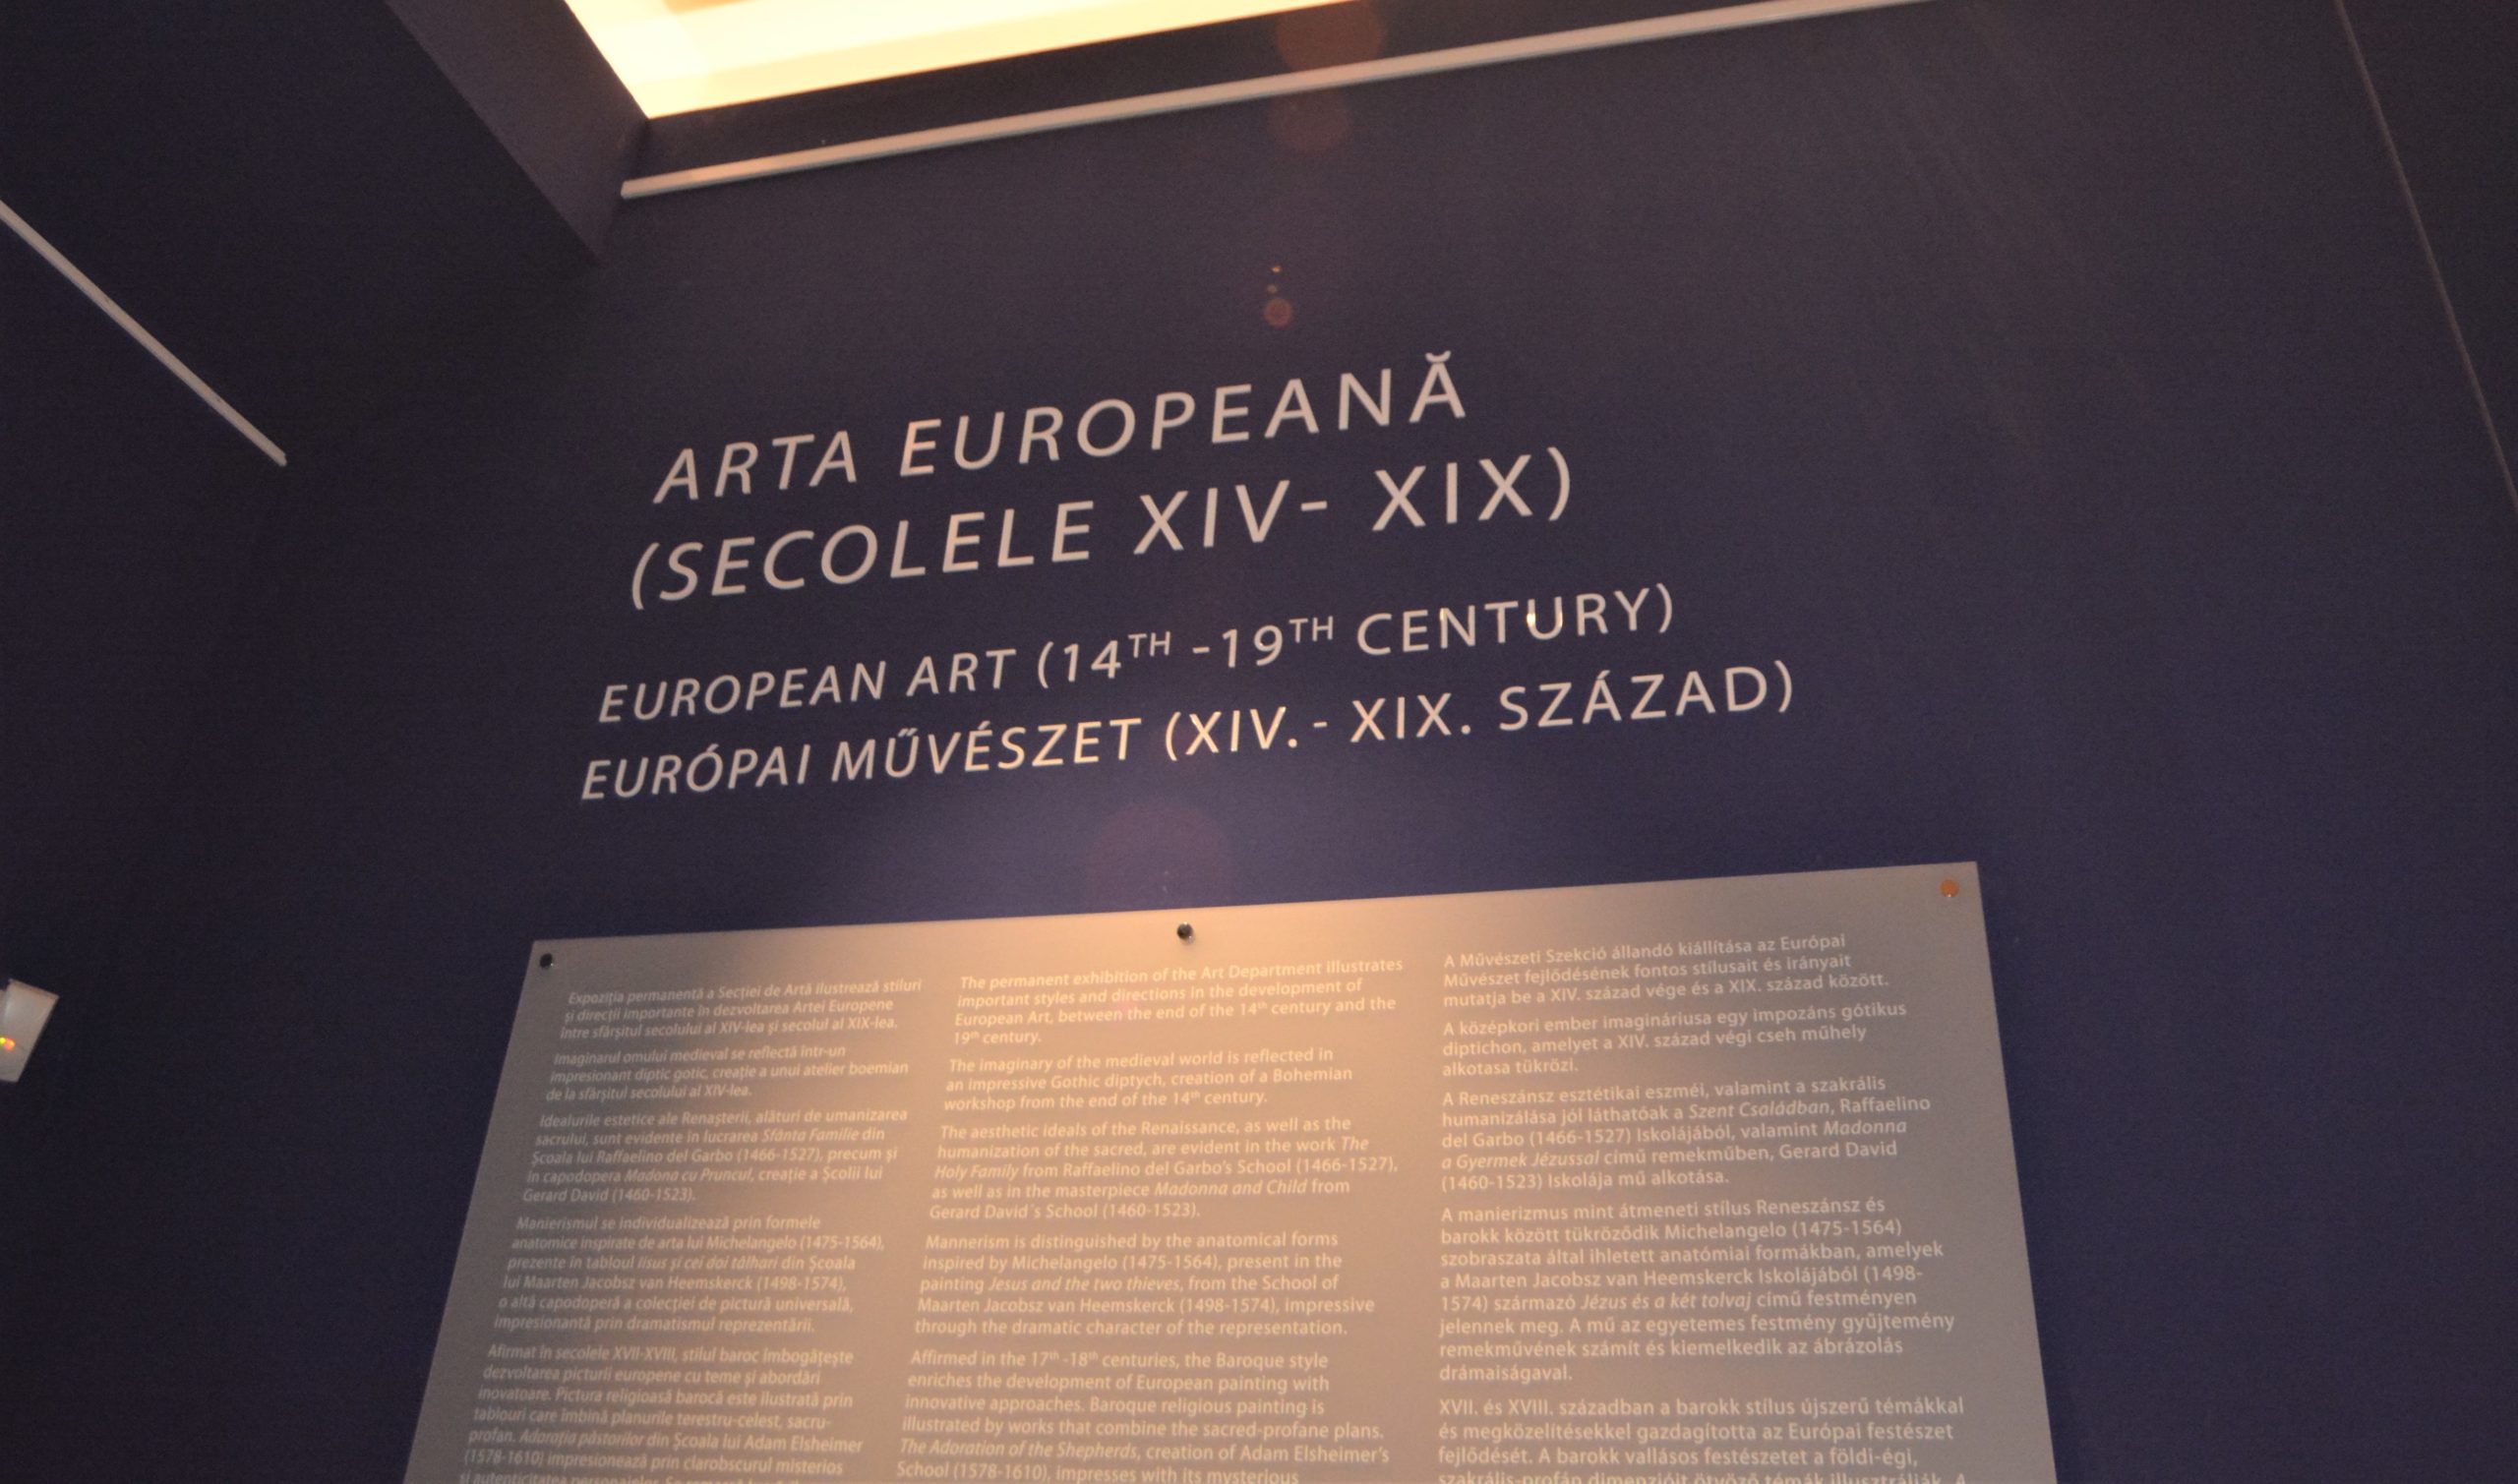 ARTA EUROPEANĂ
(SECOLELE XIV- XIX)
EUROPEAN ART (14TH -19TH CENTURY)
EURÓPAI MŰVÉSZET (XIV. - XIX. SZÁZAD)
Expoziția permanentă a Secției de Artă ilustrează stiluri
și direcții importante în dezvoltarea Artei Europene
între sfârșitul secolului al XIV-lea și secolul al XIX-lea.
Imaginarul omului medieval se reflectă într-un
impresionant diptic gotic, creație a unui atelier boemian
de la sfârșitul secolului al XIV-lea.
Idealurile estetice ale Renașterii, alături de umanizarea
sacrului, sunt evidente în lucrarea Sfânta Familie din
Școala lui Raffaelino del Garbo (1466-1527), precum și
în capodopera Madona cu Pruncul, creație a Școlii lui
Gerard David (1460-1523).
Manierismul se individualizează prin formele
anatomice inspirate de arta lui Michelangelo (1475-1564),
prezente în tabloul Iisus și cei doi tâlhari din Școala
lui Maarten Jacobsz van Heemskerck (1498-1574),
o altă capodoperă a colecției de pictură universală,
impresionantă prin dramatismul reprezentării.
Afirmat în secolele XVII-XVIII, stilul baroc îmbogățește
dezvoltarea picturii europene cu teme și abordări
inovatoare. Pictura religioasă barocă este ilustrată prin
tablouri care îmbină planurile terestru-celest, sacru-
profan. Adorația păstorilor din Școala lui Adam Elsheimer
(1578-1610) impresionează prin clarobscurul misterios
și autenticitatea personajelor.
The permanent exhibition of the Art Department illustrates
important styles and directions in the development of
European Art, between the end of the 14th century and the
19th century.
The imaginary of the medieval world is reflected in
an impressive Gothic diptych, creation of a Bohemian
workshop from the end of the 14th century.
The aesthetic ideals of the Renaissance, as well as the
humanization of the sacred, are evident in the work The
Holy Family from Raffaelino del Garbo's School (1466-1527),
as well as in the masterpiece Madonna and Child from
Gerard David`s School (1460-1523).
Mannerism is distinguished by the anatomical forms
inspired by Michelangelo (1475-1564), present in the
painting Jesus and the two thieves, from the School of
Maarten Jacobsz van Heemskerck (1498-1574), impressive
through the dramatic character of the representation.
Affirmed in the 17th -18th centuries, the Baroque style
enriches the development of European painting with
innovative approaches. Baroque religious painting is
illustrated by works that combine the sacred-profane plans.
The Adoration of the Shepherds, creation of Adam Elsheimer's
School (1578-1610), impresses with its mysterious
A Művészeti Szekció állandó kiállítása az Európai
Művészet fejlődésének fontos stílusait és irányait
mutatja be a XIV. század vége és a XIX. század között.
A középkori ember imagináriusa egy impozáns gótikus
diptichon, amelyet a XIV. század végi cseh műhely
alkotasa tükrözi.
A Reneszánsz esztétikai eszméi, valamint a szakrális
humanizálása jól láthatóak a Szent Családban, Raffaelino
del Garbo (1466-1527) Iskolájából, valamint Madonna
a Gyermek Jézussal című remekműben, Gerard David
(1460-1523) Iskolája mű alkotása.
A manierizmus mint átmeneti stílus Reneszánsz és
barokk között tükröződik Michelangelo (1475-1564)
szobraszata által ihletett anatómiai formákban, amelyek
a Maarten Jacobsz van Heemskerck Iskolájából (1498-
1574) származó Jézus és a két tolvaj című festményen
jelennek meg. A mű az egyetemes festmény gyűjtemény
remekművének számít és kiemelkedik az ábrázolás
drámaiságaval.
XVII. és XVIII. században a barokk stílus újszerű témákkal
és megközelítésekkel gazdagította az Európai festészet
fejlődését. A barokk vallásos festészetet a földi-égi,
szakrális-profán dimenzióit ötvöző témák illusztrálják. A